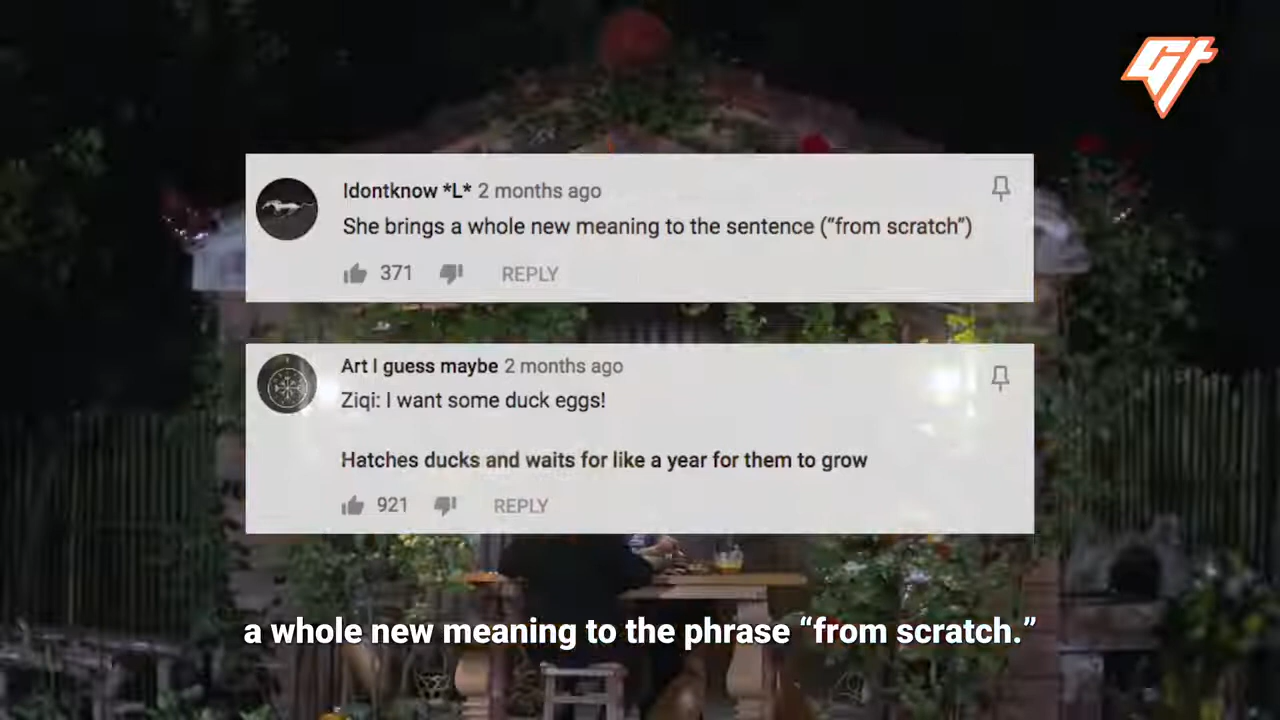 Gt
Idontknow *L* 2 months ago
She brings a whole new meaning to the sentence (“from scratch”)
371 REPLY
Art I guess maybe 2 months ago
Ziqi: I want some duck eggs!
Hatches ducks and waits for like a year for them to grow
921 REPLY
a whole new meaning to the phrase “from scratch.”